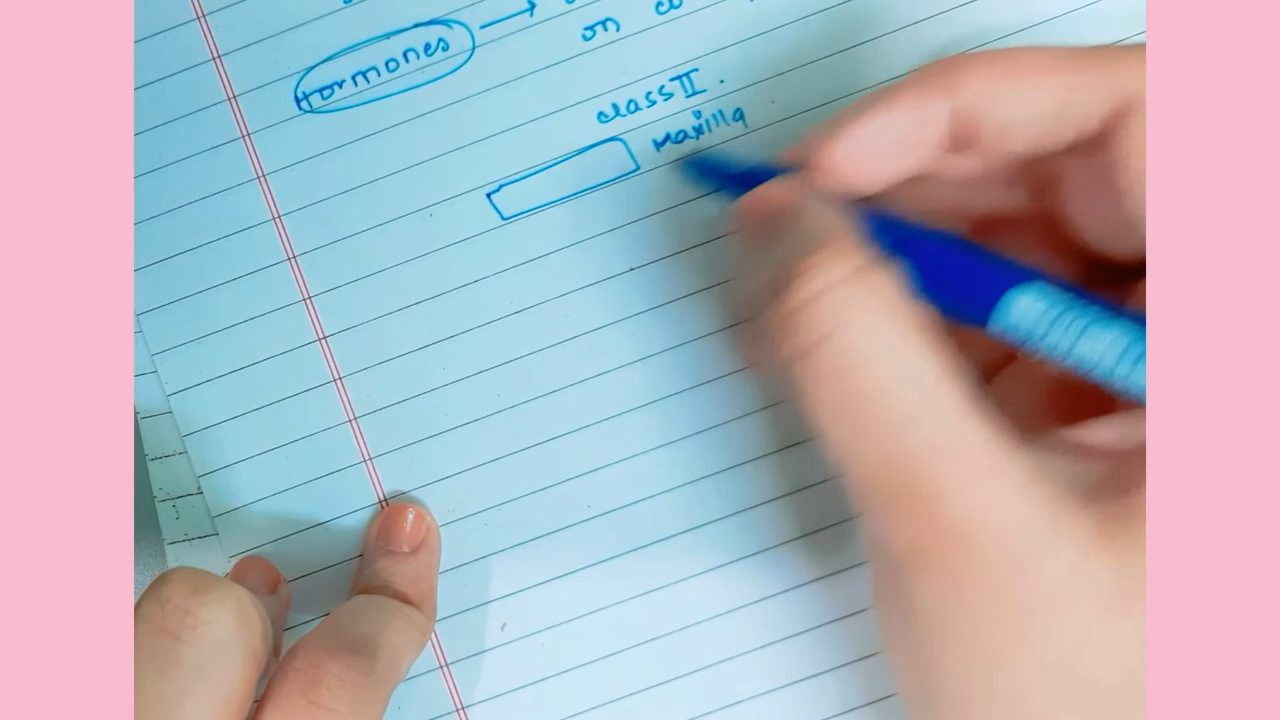 Hormones →
on
class II.
Maxilla